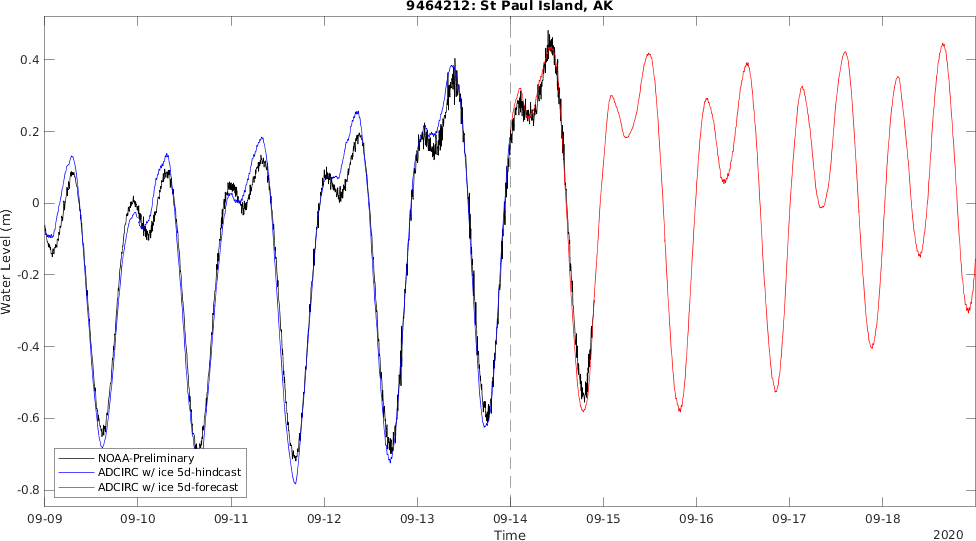 9464212: St Paul Island, AK
Water Level (m)
0.4
0.2
0
-0.2
-0.4
-0.6
-0.8
NOAA-Preliminary
ADCIRC w/ ice 5d-hindcast
ADCIRC w/ ice 5d-forecast
09-09 09-10 09-11 09-12 09-13 09-14 09-15 09-16 09-17 09-18
Time
2020